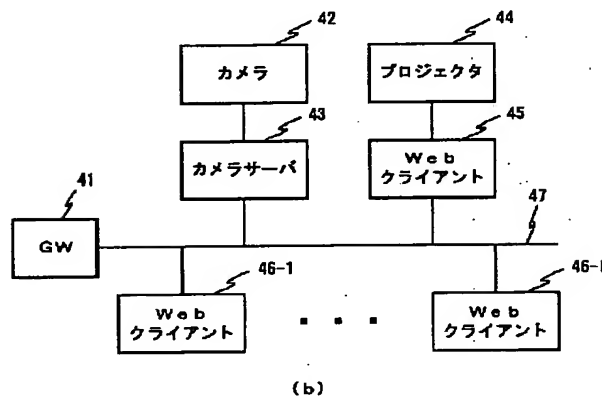 42
44
カメラ
プロジェクタ
43
45
カメラサーバ
Web
クライアント
41
47
GW
46-1
Web
クライアント
. . .
Web
クライアント
(b)